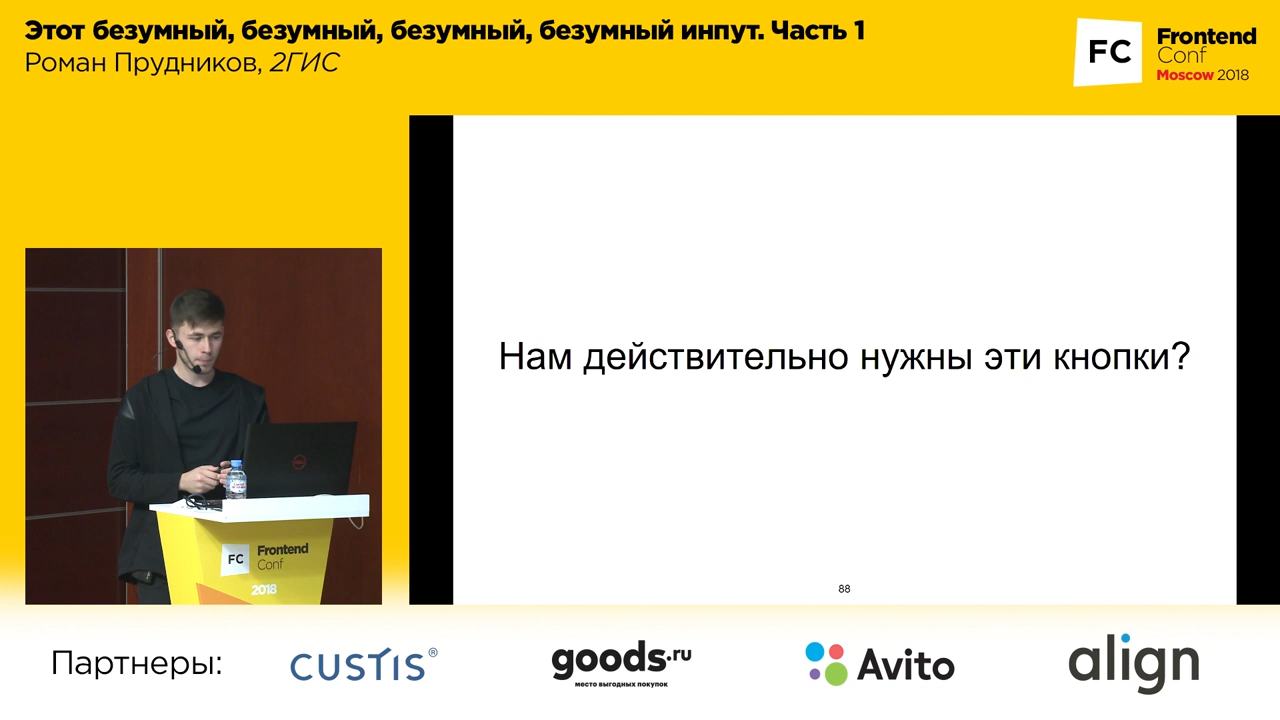 Этот безумный, безумный, безумный, безумный инпут. Часть 1
Роман Прудников, 2ГИС
FC
Frontend
Conf
Moscow 2018
Нам действительно нужны эти кнопки?
88
FC
Frontend
Conf
2018
Партнеры:
CUSTIS®
goods.ru
место выгодных покупок
Avito
align